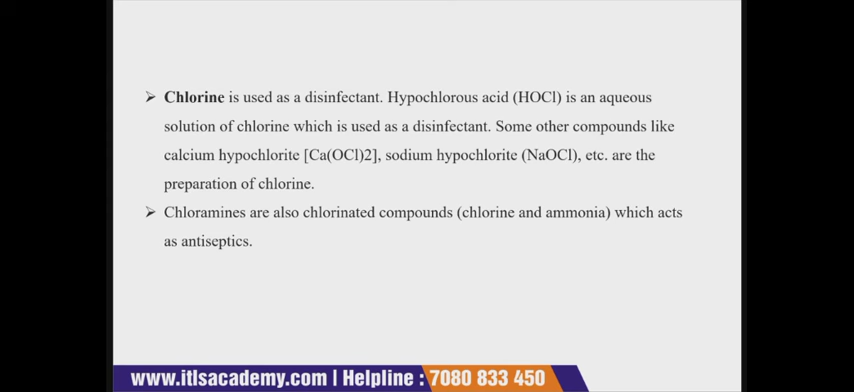 ➢ Chlorine is used as a disinfectant. Hypochlorous acid (HOCl) is an aqueous
solution of chlorine which is used as a disinfectant. Some other compounds like
calcium hypochlorite [Ca(OCl)2], sodium hypochlorite (NaOCl), etc. are the
preparation of chlorine.
➢ Chloramines are also chlorinated compounds (chlorine and ammonia) which acts
as antiseptics.
www.itlsacademy.com | Helpline : 7080 833 450